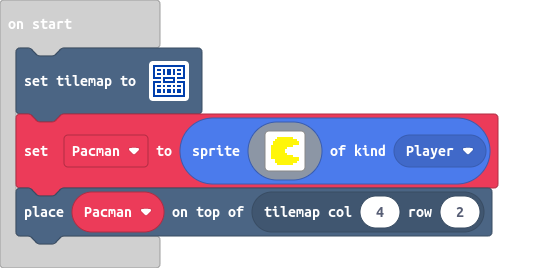 on start
set tilemap to
set Pacman to sprite of kind Player
place Pacman on top of tilemap col 4 row 2